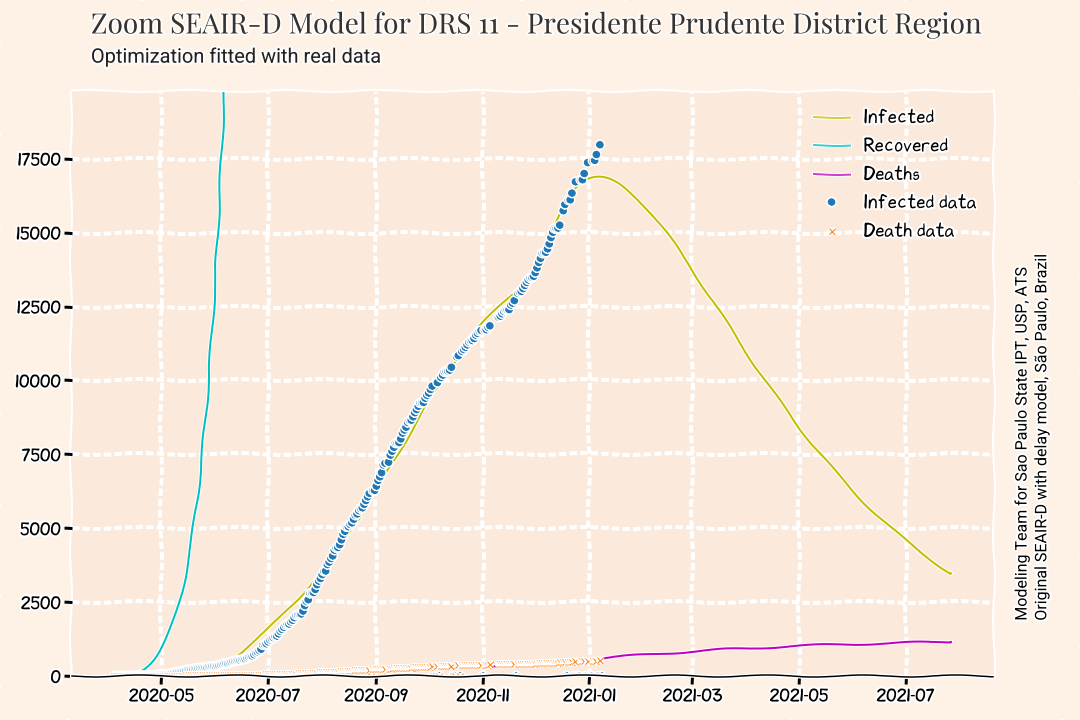 Zoom SEAIR-D Model for DRS 11 - Presidente Prudente District Region
Optimization fitted with real data
Infected
Recovered
Deaths
Infected data
Death data
17500
15000
12500
10000
7500
5000
2500
0
2020-05
2020-07
2020-09
2020-11
2021-01
2021-03
2021-05
2021-07
Modeling Team for Sao Paulo State IPT, USP, ATS
Original SEAIR-D with delay model, São Paulo, Brazil